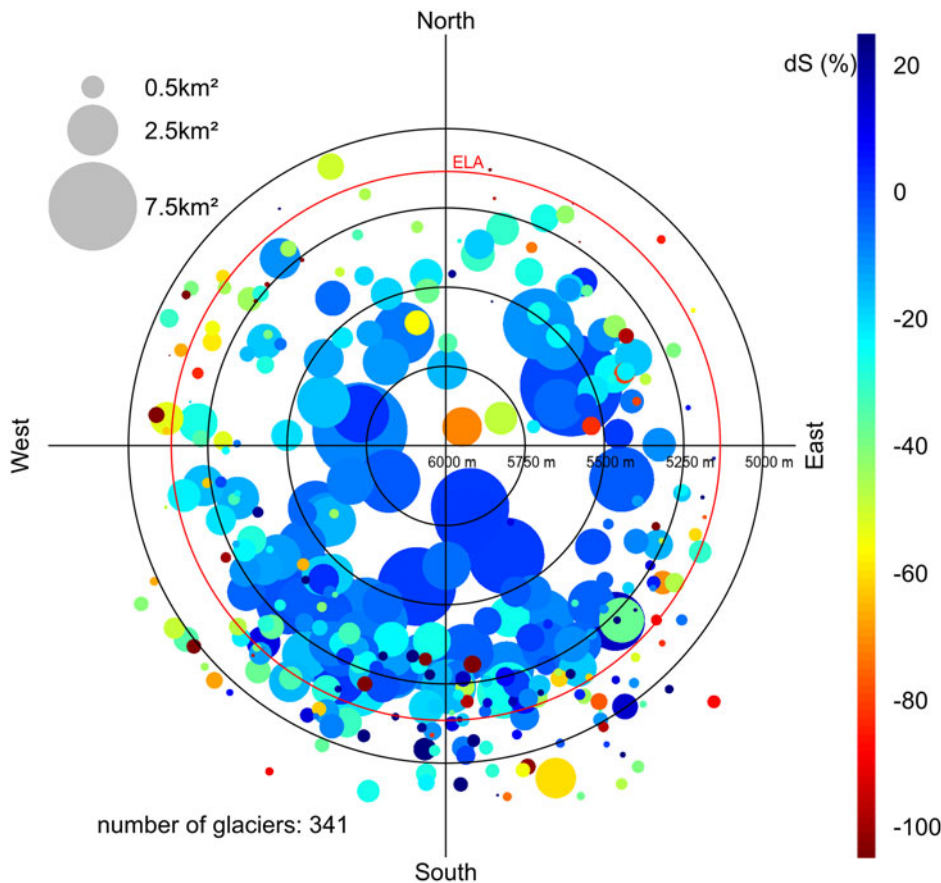 North
dS (%)
20
0.5km²
2.5km²
ELA
0
7.5km²
-20
-40
West
6000 m
5750 m
5500 m
5250 m
5000 m
East
-60
-80
number of glaciers: 341
-100
South